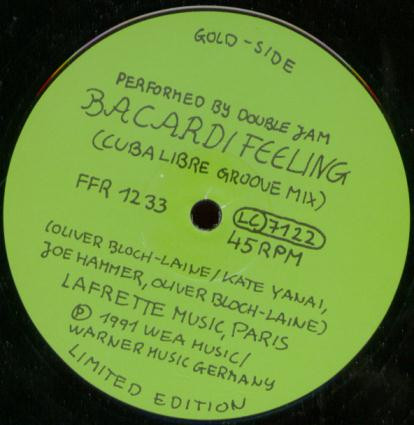 GOLD-SIDE
PERFORMED BY DOUBLE JAM
BACARDI FEELING
(CUBA LIBRE GROOVE MIX)
FFR 1233
LC 7122
45 RPM
(OLIVER BLOCH-LAINE/KATE YANAI,
JOE HAMMER, OLIVER BLOCH-LAINE)
LAFRETTE MUSIC, PARIS
Ⓟ 1991 WEA MUSIC/
WARNER MUSIC GERMANY
LIMITED EDITION